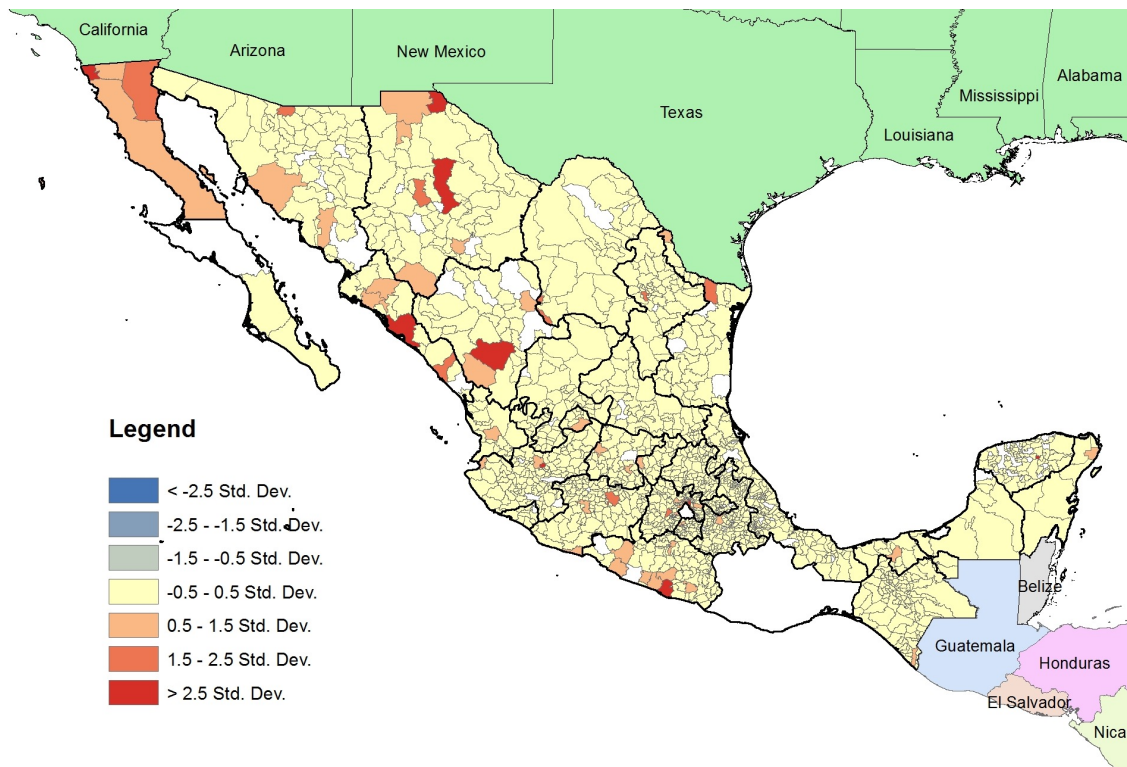 California
Arizona
New Mexico
Texas
Mississippi
Alabama
Louisiana
Legend
< -2.5 Std. Dev.
-2.5 - -1.5 Std. Dev.
-1.5 - -0.5 Std. Dev.
-0.5 - 0.5 Std. Dev.
0.5 - 1.5 Std. Dev.
1.5 - 2.5 Std. Dev.
> 2.5 Std. Dev.
Belize
Guatemala
Honduras
El Salvador
Nica